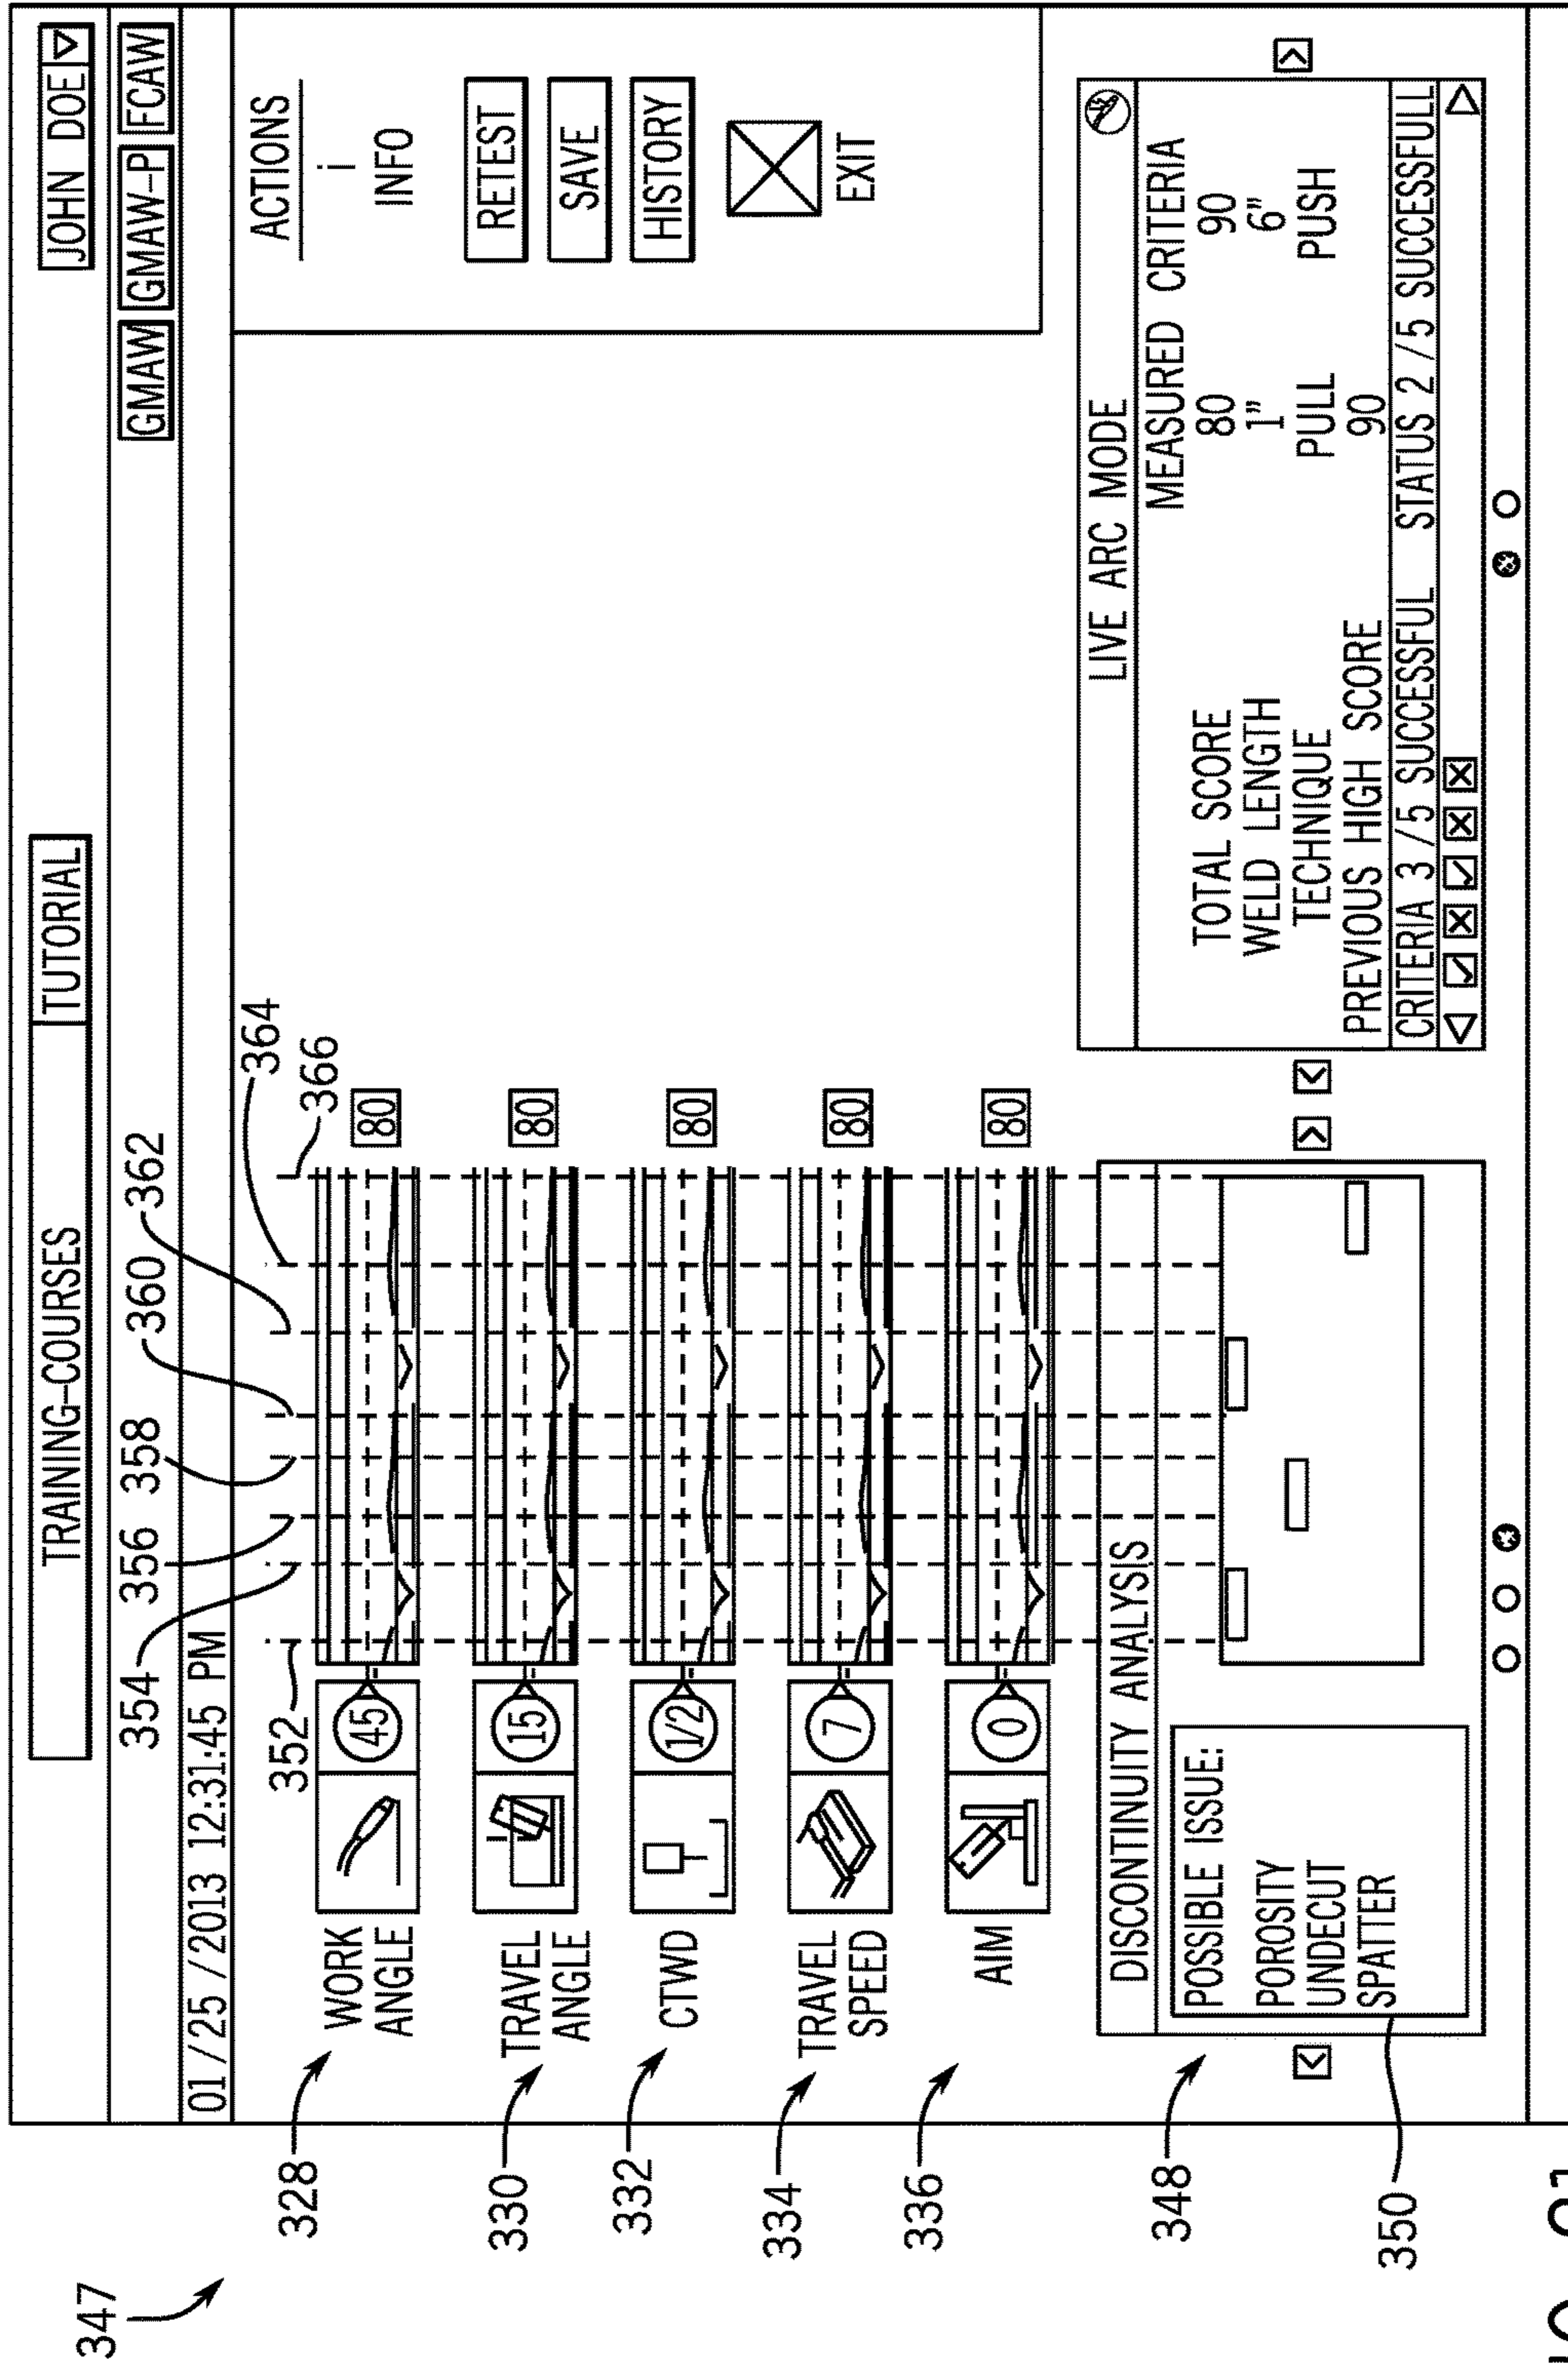 347
TRAINING-COURSES
TUTORIAL
JOHN DOE
GMAW
GMAW-P
FCAW
01/25/2013 12:31:45 PM
352
354
356
358
360
362
364
366
328
WORK
ANGLE
45
80
330
TRAVEL
ANGLE
15
80
332
CTWD
1/2
80
334
TRAVEL
SPEED
7
80
336
AIM
0
80
ACTIONS
i
INFO
RETEST
SAVE
HISTORY
EXIT
348
DISCONTINUITY ANALYSIS
POSSIBLE ISSUE:
POROSITY
UNDECUT
SPATTER
350
LIVE ARC MODE
MEASURED CRITERIA
TOTAL SCORE 80 90
WELD LENGTH 1” 6”
TECHNIQUE PULL PUSH
PREVIOUS HIGH SCORE 90
CRITERIA 3/5 SUCCESSFUL STATUS 2/5 SUCCESSFULL